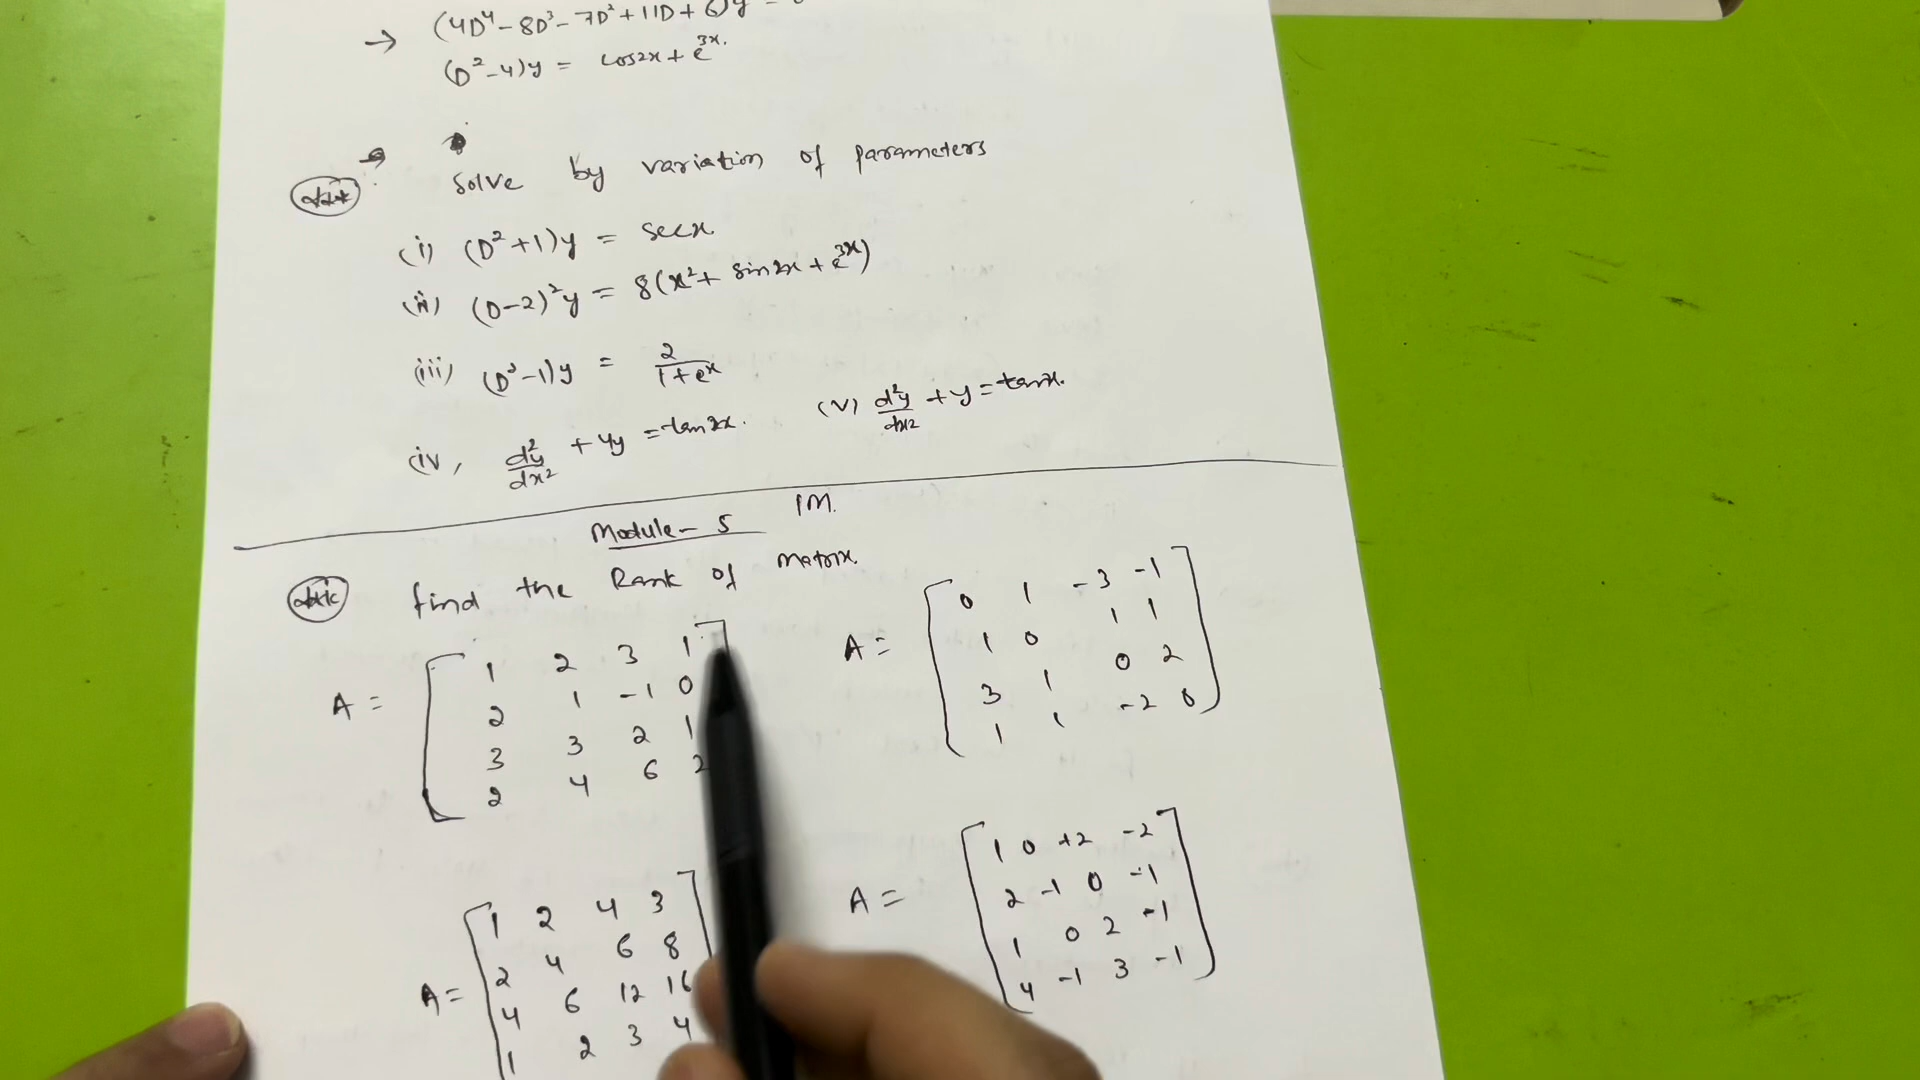 (4D⁴ - 8D³ - 7D² + 11D + 6)y =
→ (D² - 4)y = cos2x + e³ˣ.
Solve by variation of parameters
(i) (D² + 1)y = secx.
(ii) (D - 2)²y = 8(x² + sin2x + e³ˣ)
(iii) (D² - 1)y = 2/(1 + eˣ)
(iv, d²y/dx² + 4y = tan2x. (V) d²y/dx² + y = tanx.
Module - 5 1M.
find the Rank of Matrix.
A = [1 2 3 1
2 1 -1 0
3 3 2 1
2 4 6 2
A = [0 1 -3 -1
1 0 1 1
3 1 0 2
1 1 -2 0]
A = [1 2 4 3
2 4 6 8
4 6 12 16
1 2 3 4
A = [1 0 +2 -2
2 -1 0 -1
1 0 2 -1
4 -1 3 -1]